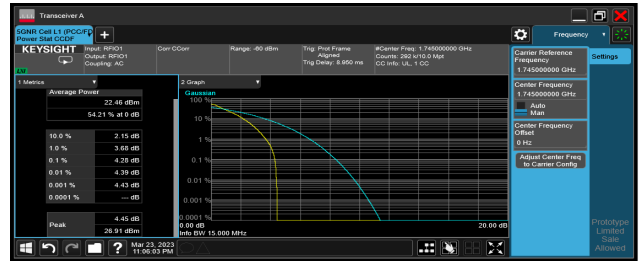 Transceiver A
5GNR Cell L1 (PCC/FD
Power Stat CCDF
Frequency
KEYSIGHT
LXI
Input: RFIO1
Output: RFIO1
Coupling: AC
Corr CCorr
Range: -60 dBm
Trig: Prot Frame
Aligned
Trig Delay: 8.960 ms
#Center Freq: 1.745000000 GHz
Counts: 292 k/10.0 Mpt
CC Info: UL, 1 CC
1 Metrics
Average Power
22.46 dBm
54.21 % at 0 dB
10.0 % 2.15 dB
1.0 % 3.68 dB
0.1 % 4.28 dB
0.01 % 4.39 dB
0.001 % 4.43 dB
0.0001 % --- dB
Peak
4.45 dB
26.91 dBm
2 Graph
Gaussian
100 %
10 %
1 %
0.1 %
0.01 %
0.001 %
0.0001 %
0.00 dB
20.00 dB
Info BW 15.000 MHz
Carrier Reference
Frequency
1.745000000 GHz
Center Frequency
1.745000000 GHz
Auto
Man
Center Frequency
Offset
0 Hz
Adjust Center Freq
to Carrier Config
Settings
Prototype
Limited
Sale
Allowed
?
Mar 23, 2023
11:06:03 PM